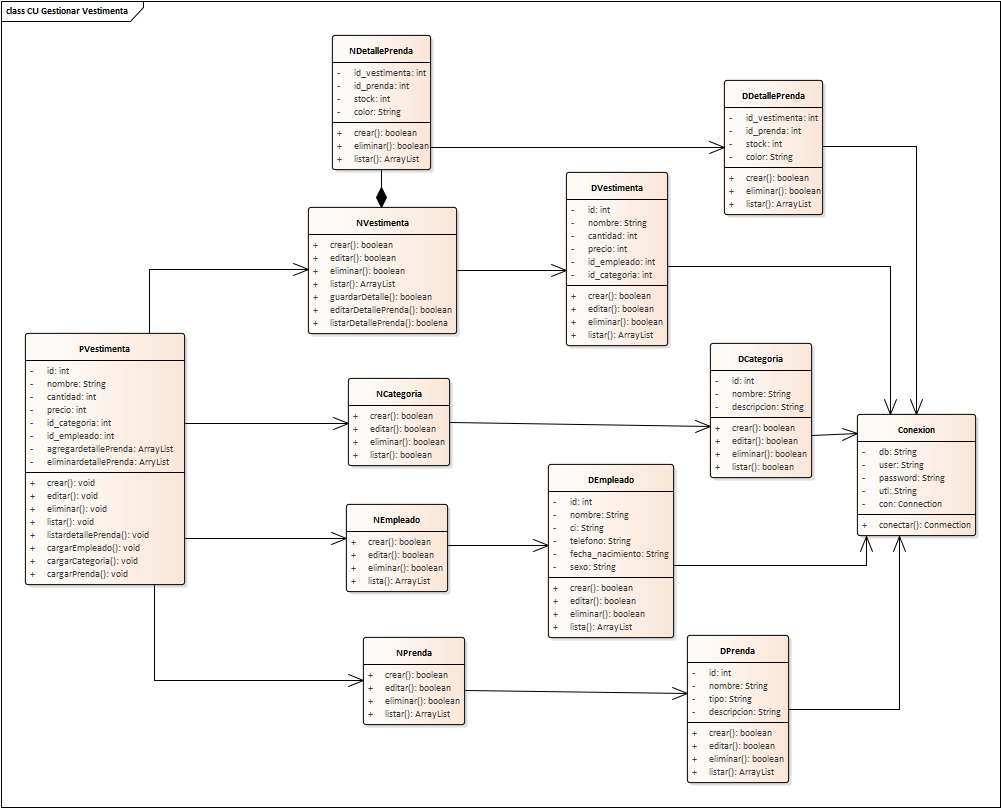 class CU Gestionar Vestimenta
NDetallePrenda
- id_vestimenta: int
- id_prenda: int
- stock: int
- color: String
+ crear(): boolean
+ eliminar(): boolean
+ listar(): ArrayList
DDetallePrenda
- id_vestimenta: int
- id_prenda: int
- stock: int
- color: String
+ crear(): boolean
+ eliminar(): boolean
+ listar(): ArrayList
NVestimenta
+ crear(): boolean
+ editar(): boolean
+ eliminar(): boolean
+ listar(): ArrayList
+ guardarDetalle(): boolean
+ editarDetallePrenda(): boolean
+ listarDetallePrenda(): boolena
DVestimenta
- id: int
- nombre: String
- cantidad: int
- precio: int
- id_empleado: int
- id_categoria: int
+ crear(): boolean
+ editar(): boolean
+ eliminar(): boolean
+ listar(): ArrayList
PVestimenta
- id: int
- nombre: String
- cantidad: int
- precio: int
- id_categoria: int
- id_empleado: int
- agregardetallePrenda: ArrayList
- eliminardetallePrenda: ArryList
+ crear(): void
+ editar(): void
+ eliminar(): void
+ listar(): void
+ listardetallePrenda(): void
+ cargarEmpleado(): void
+ cargarCategoria(): void
+ cargarPrenda(): void
NCategoria
+ crear(): boolean
+ editar(): boolean
+ eliminar(): boolean
+ listar(): boolean
DCategoria
- id: int
- nombre: String
- descripcion: String
+ crear(): boolean
+ editar(): boolean
+ eliminar(): boolean
+ listar(): boolean
Conexion
- db: String
- user: String
- password: String
- utl: String
- con: Connection
+ conectar(): Conmection
NEmpleado
+ crear(): boolean
+ editar(): boolean
+ eliminar(): boolean
+ lista(): ArrayList
DEmpleado
- id: int
- nombre: String
- ci: String
- telefono: String
- fecha_nacimiento: String
- sexo: String
+ crear(): boolean
+ editar(): boolean
+ eliminar(): boolean
+ lista(): ArrayList
NPrenda
+ crear(): boolean
+ editar(): boolean
+ eliminar(): boolean
+ listar(): ArrayList
DPrenda
- id: int
- nombre: String
- tipo: String
- descripcion: String
+ crear(): boolean
+ editar(): boolean
+ eliminar(): boolean
+ listar(): ArrayList